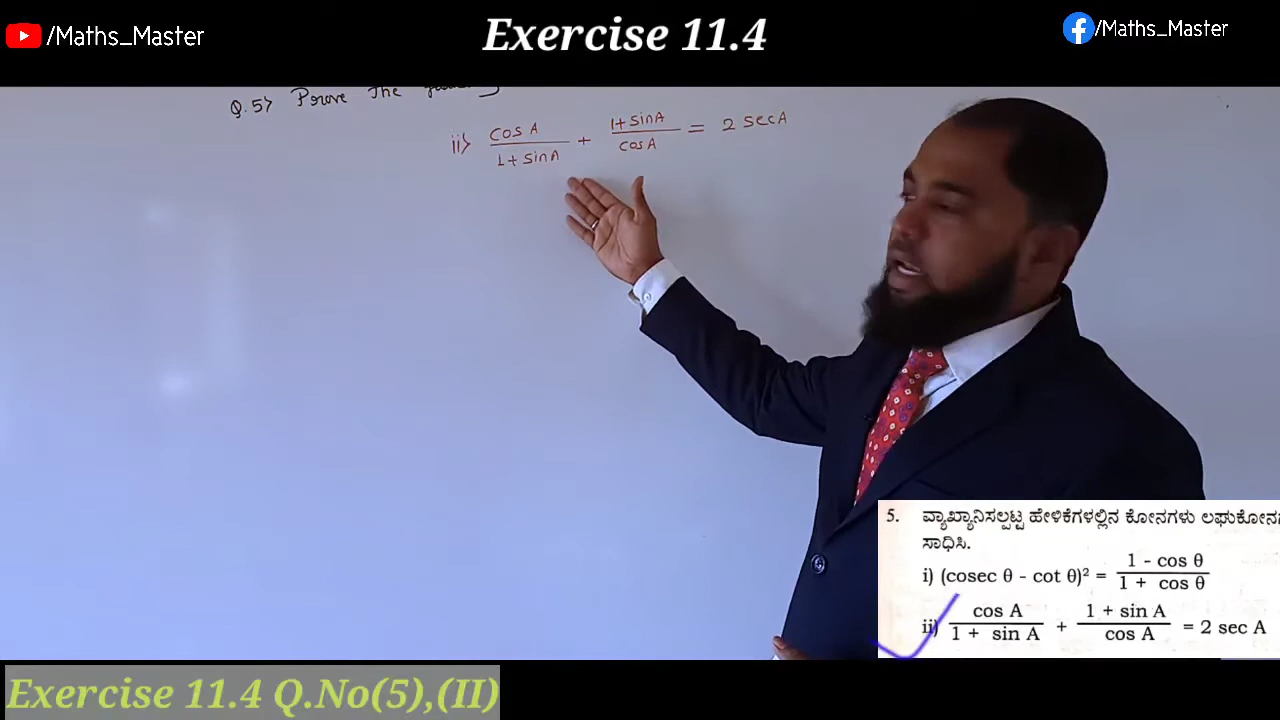 /Maths_Master
Exercise 11.4
/Maths_Master
Q.5> Prove The
ii> cos A / 1 + sin A + 1 + sin A / cos A = 2 sec A
5. ವ್ಯಾಖ್ಯಾನಿಸಲ್ಪಟ್ಟ ಹೇಳಿಕೆಗಳಲ್ಲಿನ ಕೋನಗಳು
ಸಾಧಿಸಿ.
i) (cosec θ - cot θ)² = 1 - cos θ / 1 + cos θ
ii) cos A / 1 + sin A + 1 + sin A / cos A = 2 sec A
Exercise 11.4 Q.No(5),(II)